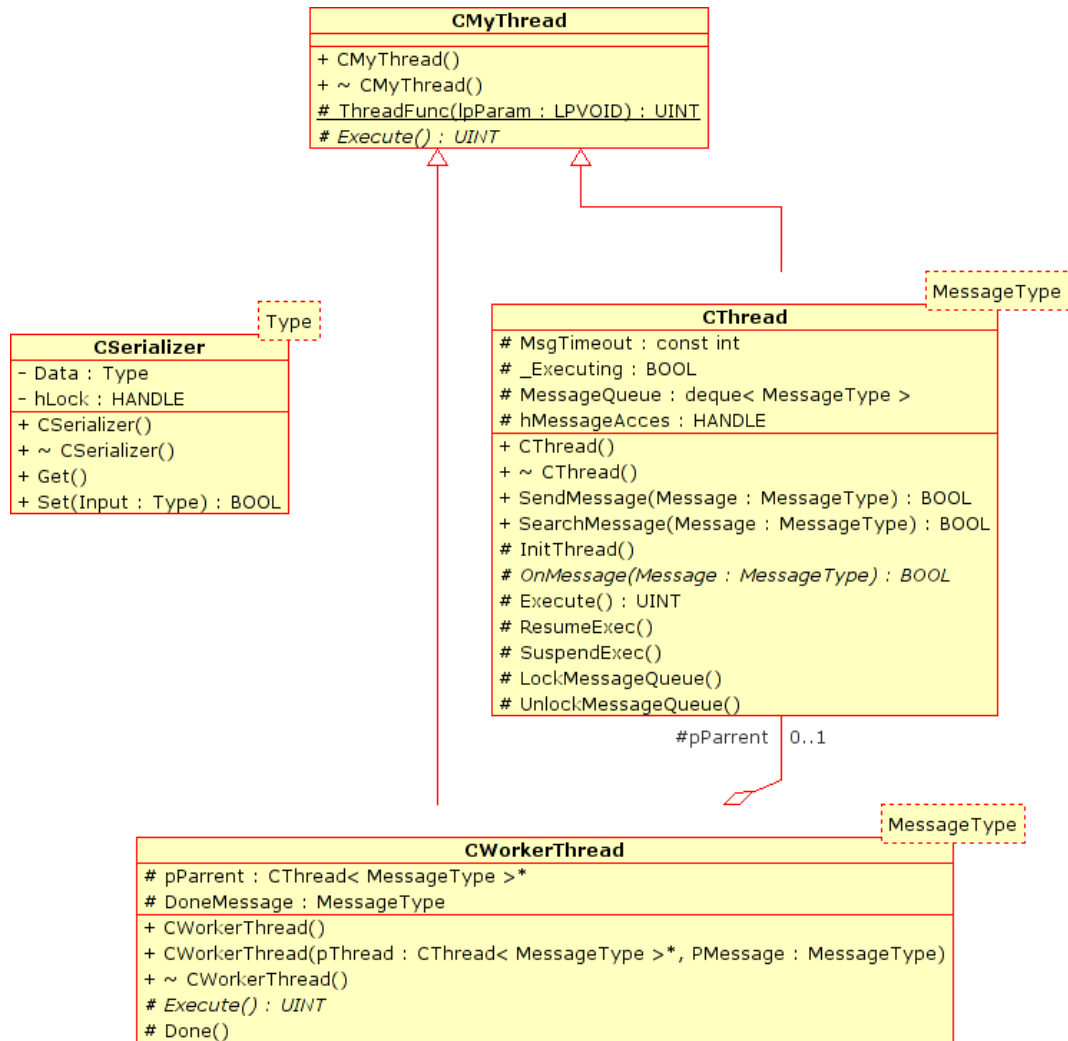 CMyThread
+ CMyThread()
+ ~ CMyThread()
# ThreadFunc(lpParam : LPVOID) : UINT
# Execute() : UINT
Type
CSerializer
- Data : Type
- hLock : HANDLE
+ CSerializer()
+ ~ CSerializer()
+ Get()
+ Set(Input : Type) : BOOL
MessageType
CThread
# MsgTimeout : const int
# _Executing : BOOL
# MessageQueue : deque< MessageType >
# hMessageAcces : HANDLE
+ CThread()
+ ~ CThread()
+ SendMessage(Message : MessageType) : BOOL
+ SearchMessage(Message : MessageType) : BOOL
# InitThread()
# OnMessage(Message : MessageType) : BOOL
# Execute() : UINT
# ResumeExec()
# SuspendExec()
# LockMessageQueue()
# UnlockMessageQueue()
#pParrent 0..1
MessageType
CWorkerThread
# pParrent : CThread< MessageType >*
# DoneMessage : MessageType
+ CWorkerThread()
+ CWorkerThread(pThread : CThread< MessageType >*, PMessage : MessageType)
+ ~ CWorkerThread()
# Execute() : UINT
# Done()